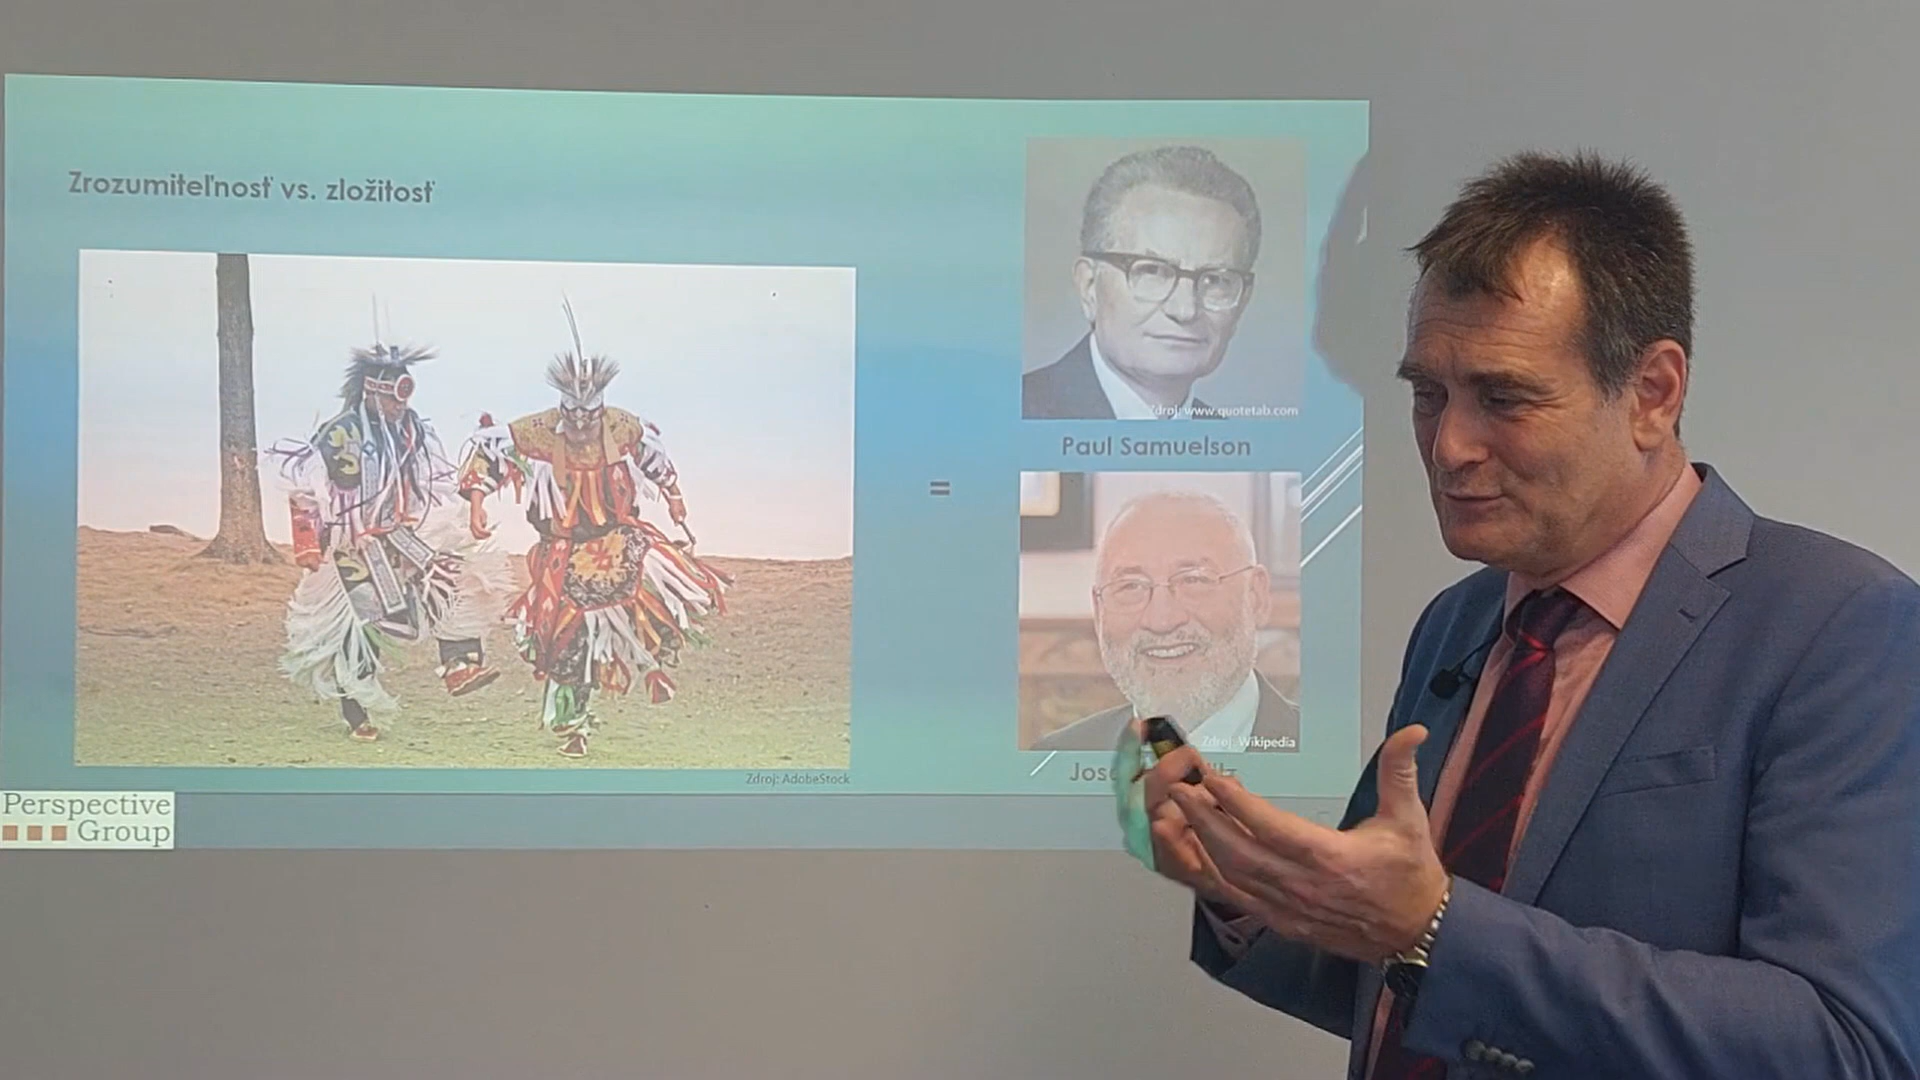 Zrozumiteľnosť vs. zložitosť
Zdroj: www.quotetab.com
Paul Samuelson
=
Zdroj: Wikipedia
Zdroj: AdobeStock
Perspective
Group